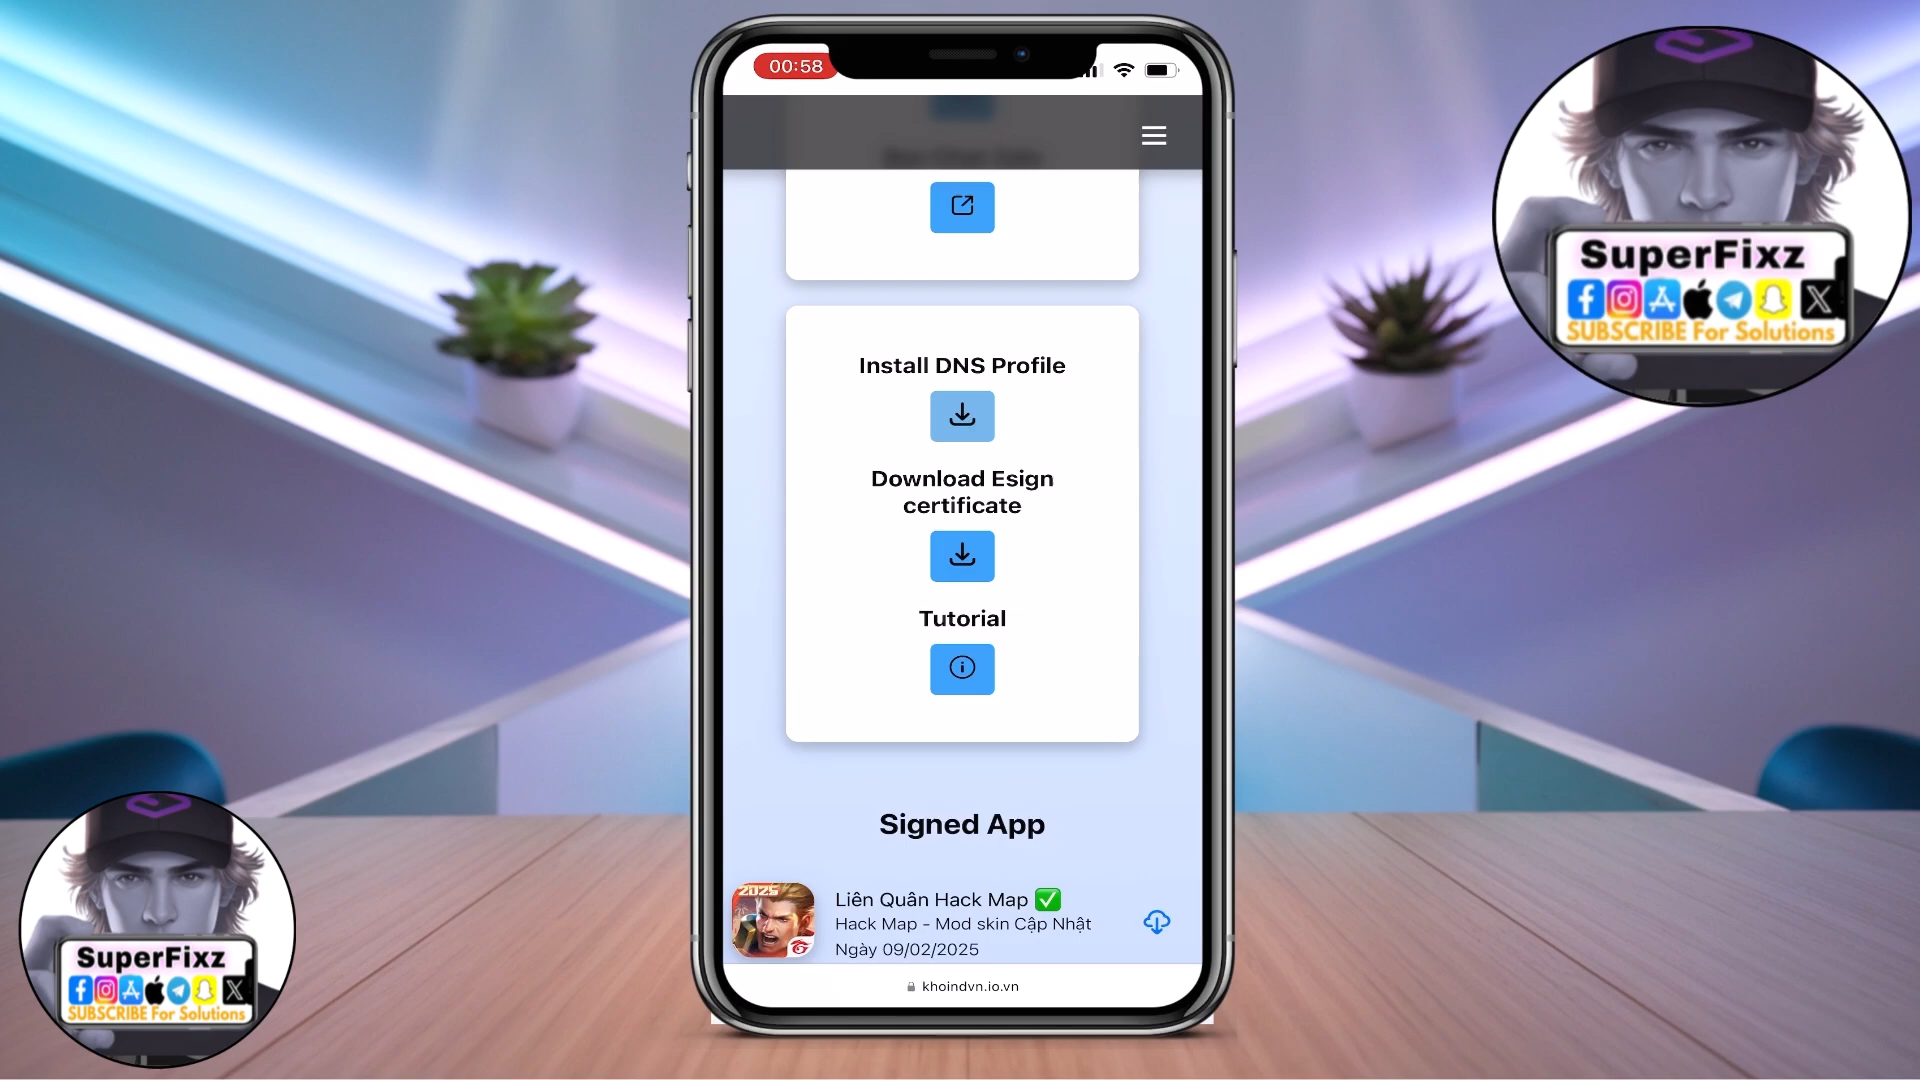 00:58
Install DNS Profile
Download Esign
certificate
Tutorial
Signed App
2025
Liên Quân Hack Map ✅
Hack Map - Mod skin Cập Nhật
Ngày 09/02/2025
khoindvn.io.vn
SuperFixz
SUBSCRIBE For Solutions
SuperFixz
SUBSCRIBE For Solutions